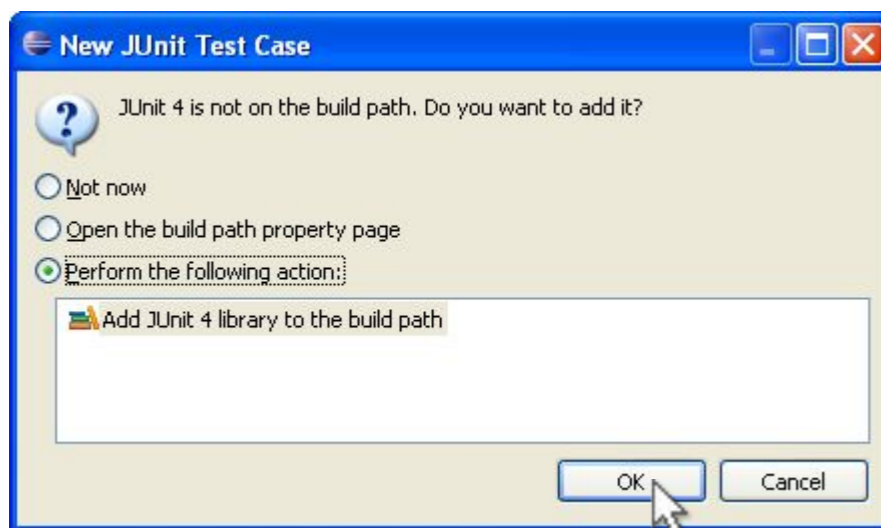 New JUnit Test Case
JUnit 4 is not on the build path. Do you want to add it?
Not now
Open the build path property page
Perform the following action:
Add JUnit 4 library to the build path
OK
Cancel